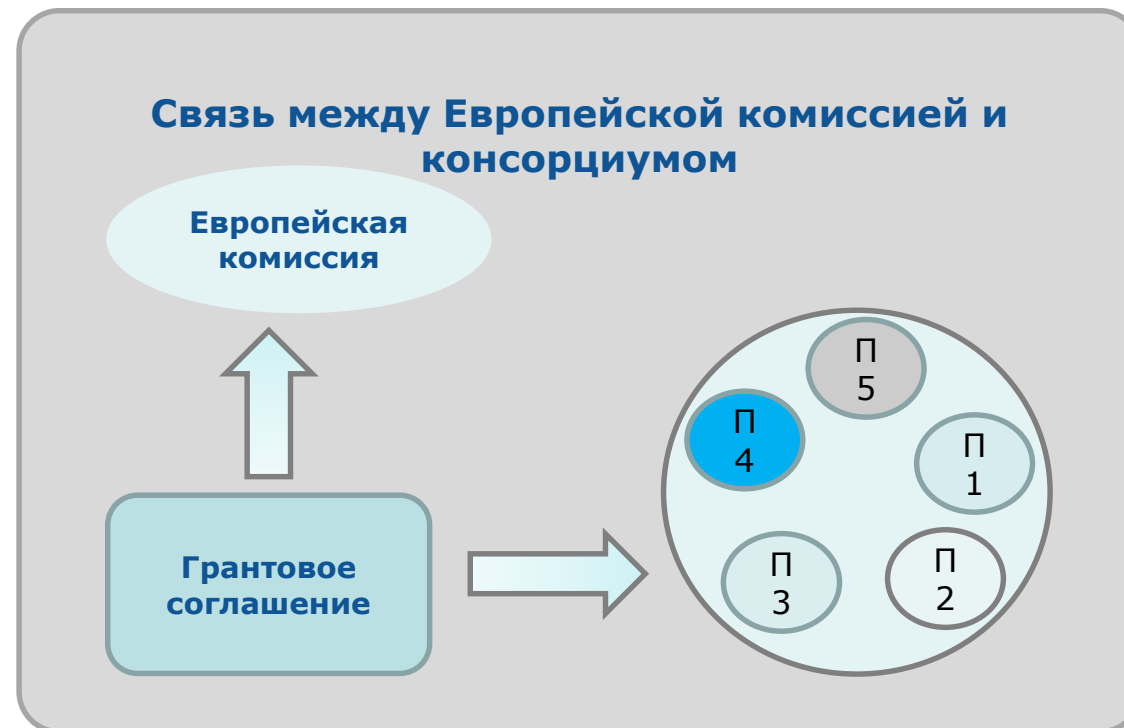 Связь между Европейской комиссией и
консорциумом
Европейская
комиссия
П
5
П
4
П
1
Грантовое
соглашение
П
3
П
2